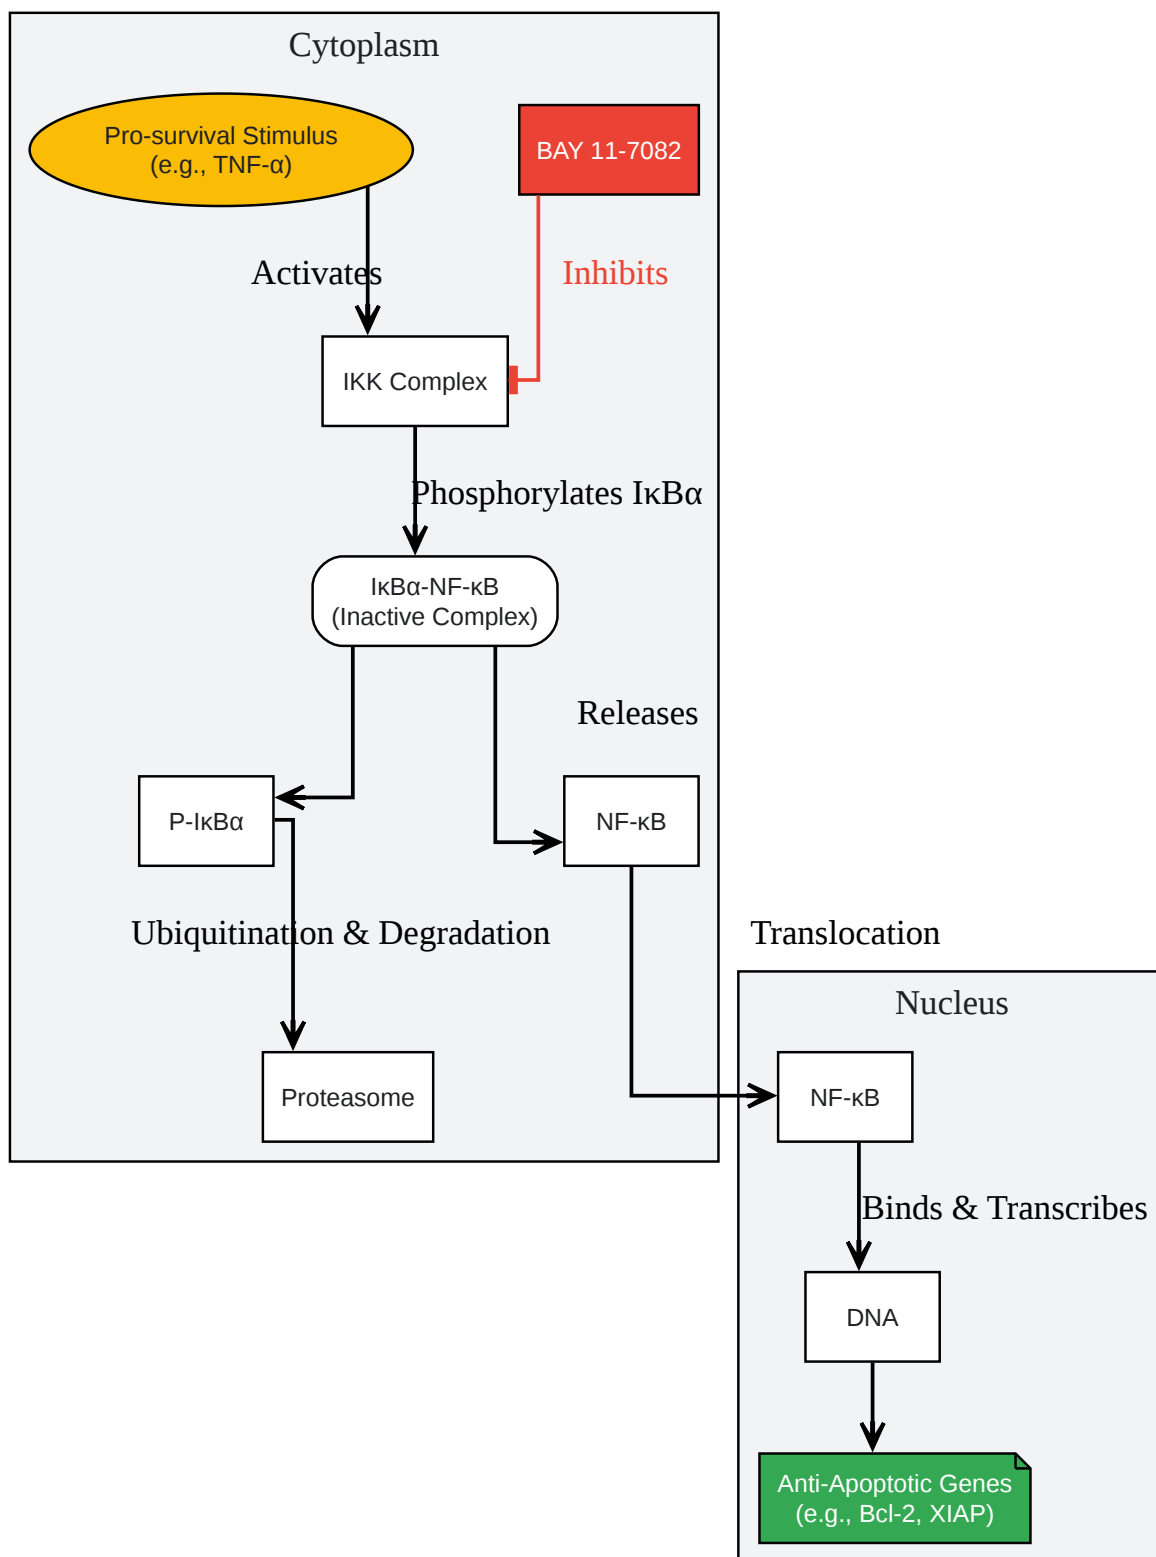 Cytoplasm
Pro-survival Stimulus
(e.g., TNF-α)
BAY 11-7082
Activates
Inhibits
IKK Complex
Phosphorylates IκBα
IκBα-NF-κB
(Inactive Complex)
Releases
P-IκBα
NF-κB
Ubiquitination & Degradation
Translocation
Nucleus
Proteasome
NF-κB
Binds & Transcribes
DNA
Anti-Apoptotic Genes
(e.g., Bcl-2, XIAP)